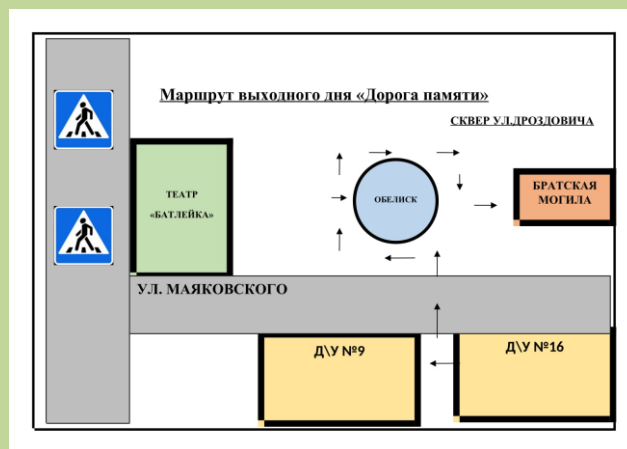 Маршрут выходного дня «Дорога памяти»
СКВЕР УЛ.ДРОЗДОВИЧА
ТЕАТР
«БАТЛЕЙКА»
ОБЕЛИСК
БРАТСКАЯ
МОГИЛА
УЛ. МАЯКОВСКОГО
Д\У №9
Д\У №16